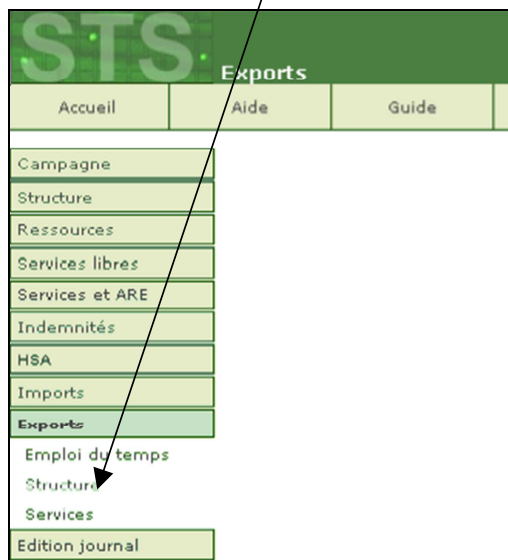 STS Exports
Accueil Aide Guide
Campagne
Structure
Ressources
Services libres
Services et ARE
Indemnités
HSA
Imports
Exports
Emploi du temps
Structure
Services
Edition journal